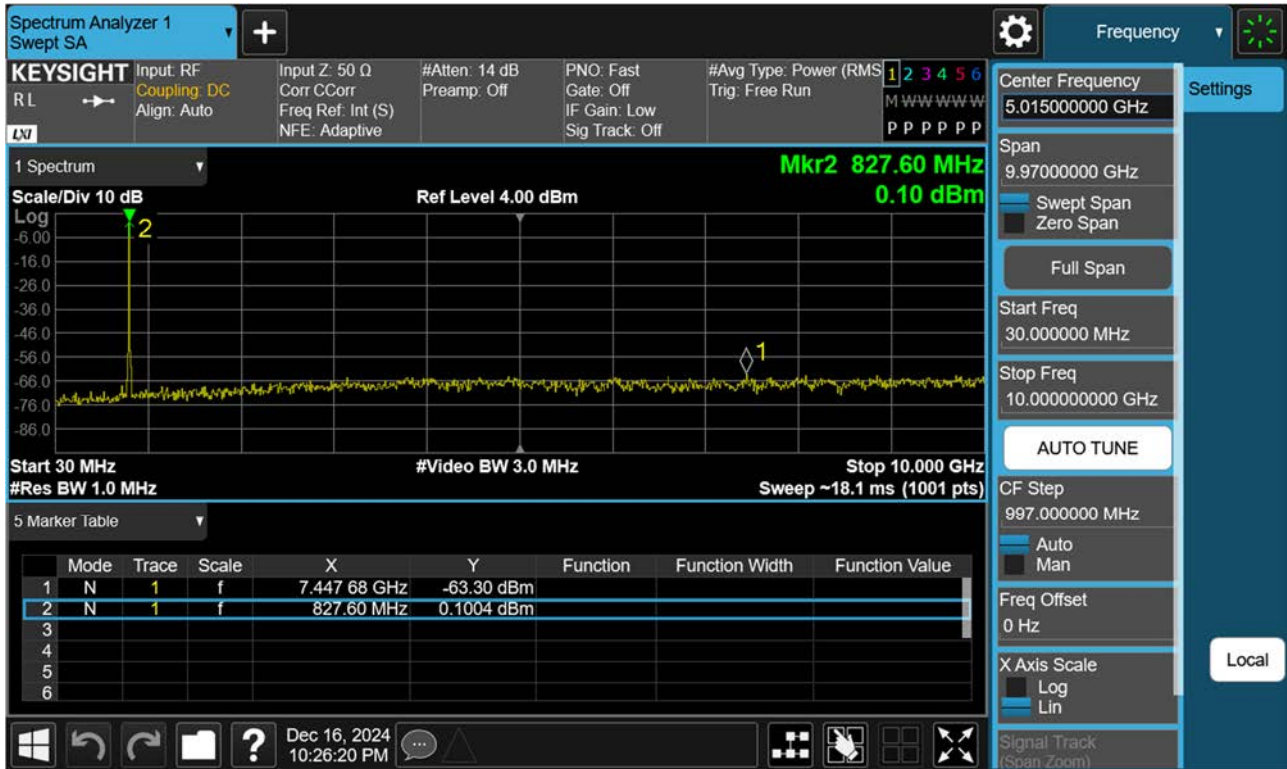 Spectrum Analyzer 1
Swept SA
+
Frequency
KEYSIGHT
RL
LXI
Input: RF
Coupling: DC
Align: Auto
Input Z: 50 Ω
Corr CCorr
Freq Ref: Int (S)
NFE: Adaptive
#Atten: 14 dB
Preamp: Off
PNO: Fast
Gate: Off
IF Gain: Low
Sig Track: Off
#Avg Type: Power (RMS
Trig: Free Run
1 2 3 4 5 6
M W W W W W
P P P P P P
1 Spectrum
Scale/Div 10 dB
Ref Level 4.00 dBm
Mkr2 827.60 MHz
0.10 dBm
Log
-6.00
-16.0
-26.0
-36.0
-46.0
-56.0
-66.0
-76.0
-86.0
2
1
Start 30 MHz
#Video BW 3.0 MHz
Stop 10.000 GHz
#Res BW 1.0 MHz
Sweep ~18.1 ms (1001 pts)
5 Marker Table
Mode Trace Scale X Y Function Function Width Function Value
1 N 1 f 7.447 68 GHz -63.30 dBm
2 N 1 f 827.60 MHz 0.1004 dBm
3
4
5
6
?
Dec 16, 2024
10:26:20 PM
Center Frequency
5.015000000 GHz
Span
9.97000000 GHz
Swept Span
Zero Span
Full Span
Start Freq
30.000000 MHz
Stop Freq
10.000000000 GHz
AUTO TUNE
CF Step
997.000000 MHz
Auto
Man
Freq Offset
0 Hz
X Axis Scale
Log
Lin
Signal Track
(Span Zoom)
Settings
Local